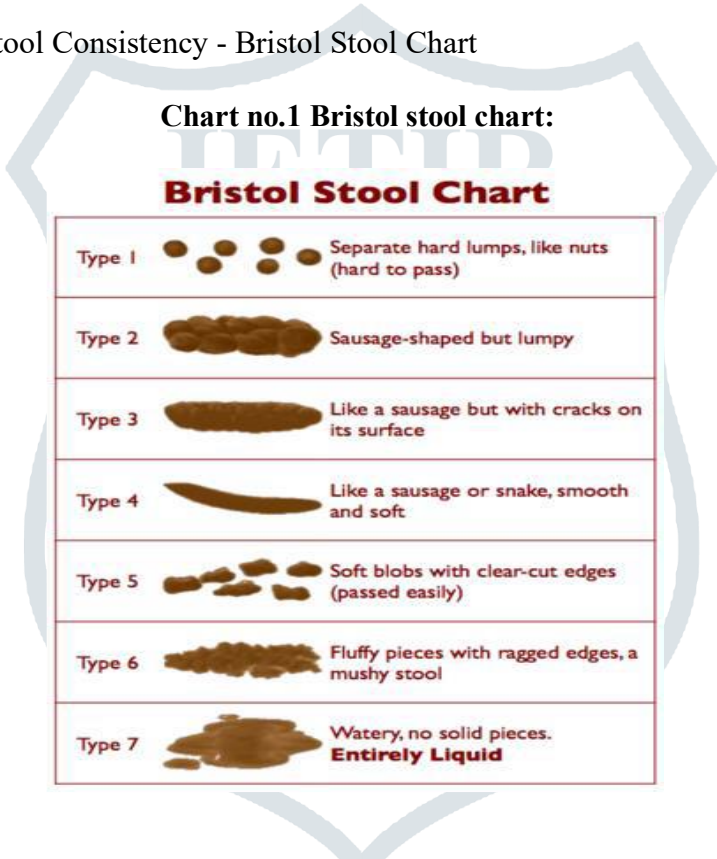 tool Consistency - Bristol Stool Chart
Chart no.1 Bristol stool chart:
JETIR
Bristol Stool Chart
Type 1
Separate hard lumps, like nuts
(hard to pass)
Type 2
Sausage-shaped but lumpy
Type 3
Like a sausage but with cracks on
its surface
Type 4
Like a sausage or snake, smooth
and soft
Type 5
Soft blobs with clear-cut edges
(passed easily)
Type 6
Fluffy pieces with ragged edges, a
mushy stool
Type 7
Watery, no solid pieces.
Entirely Liquid